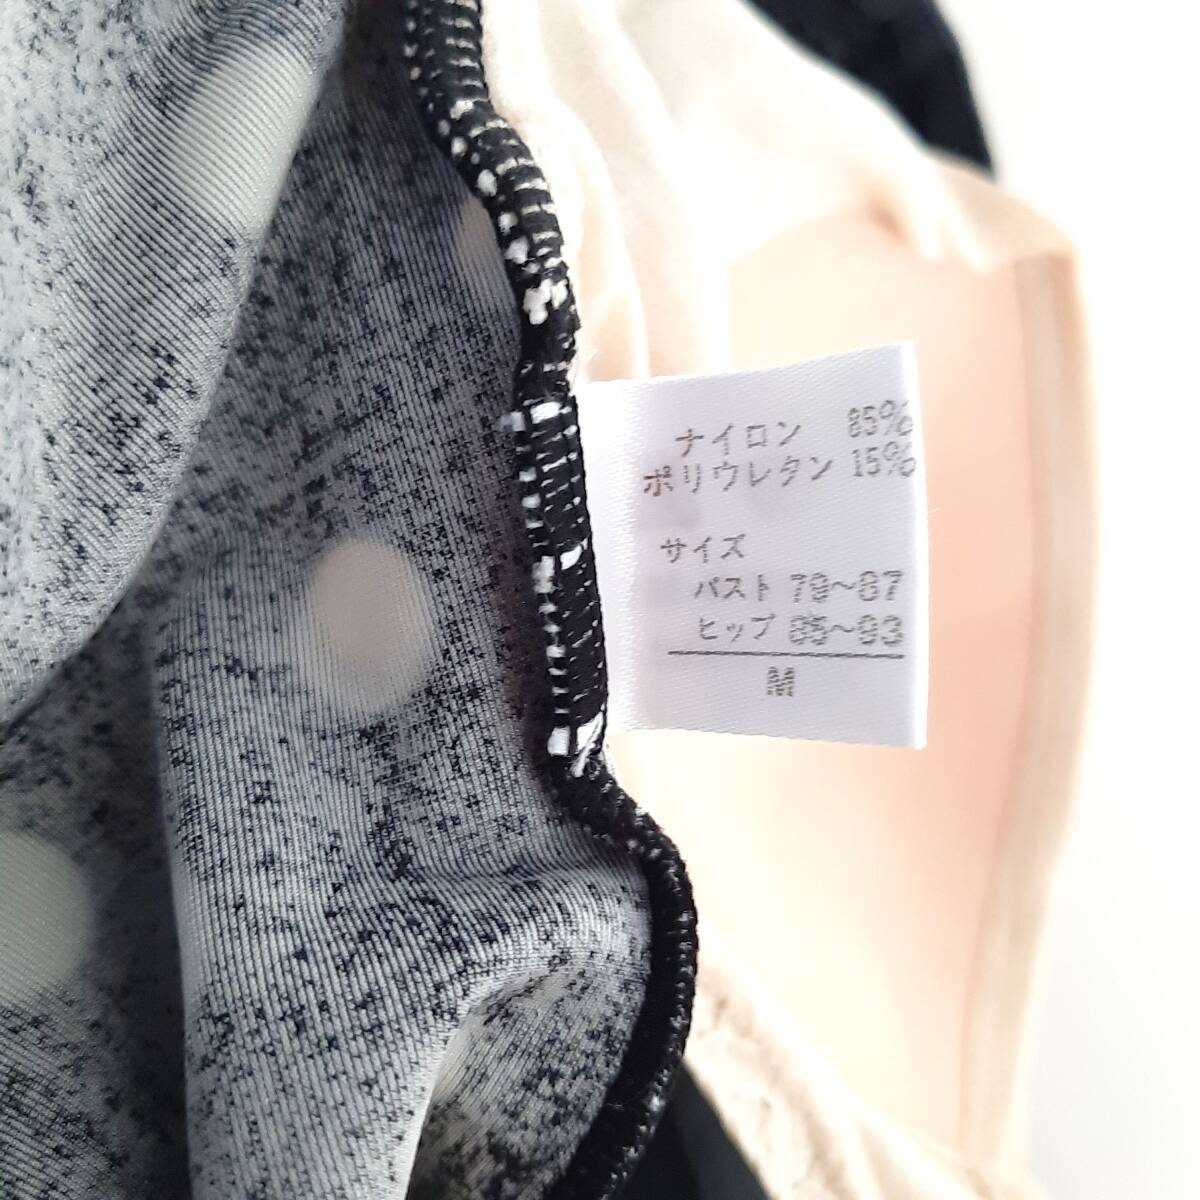 ナイロン 85%
ポリウレタン 15%
サイズ
バスト 79~87
ヒップ 85~93
M